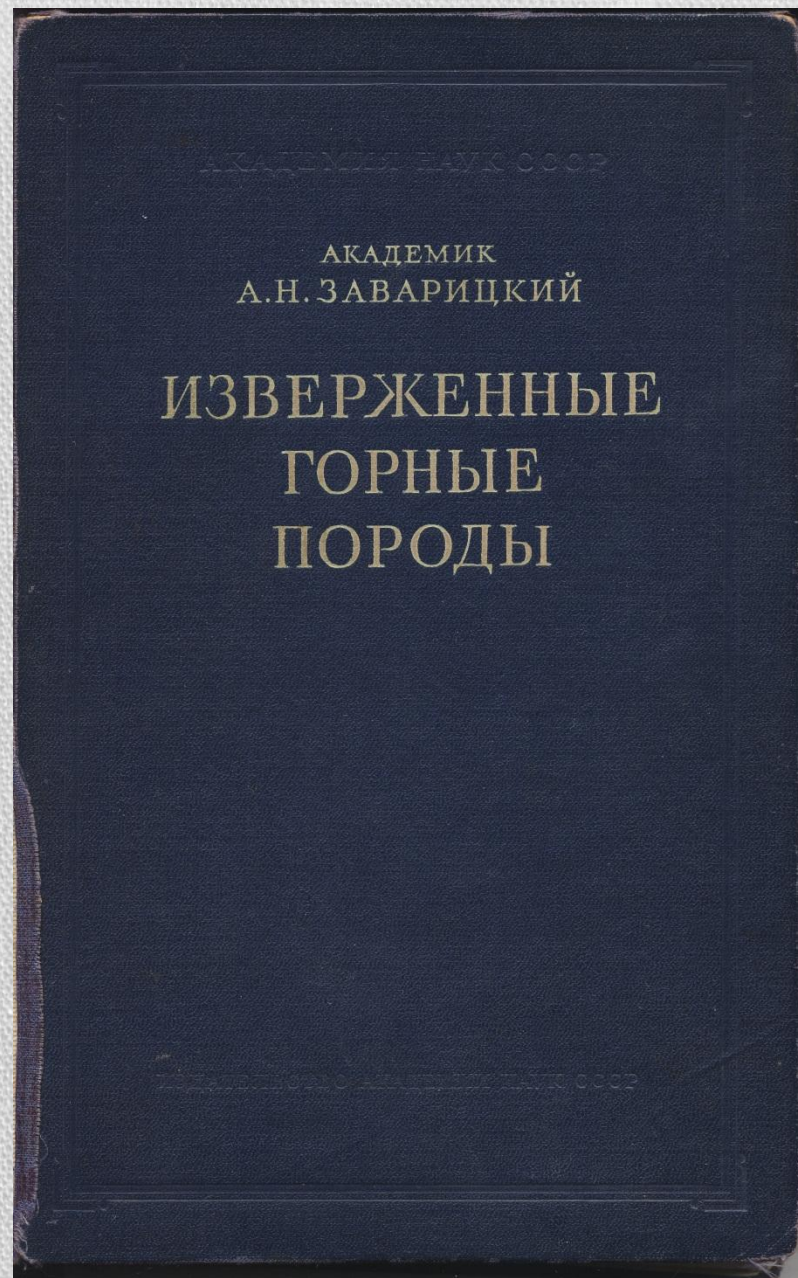 АКАДЕМИЯ НАУК СССР
АКАДЕМИК
А.Н.ЗАВАРИЦКИЙ
ИЗВЕРЖЕННЫЕ
ГОРНЫЕ
ПОРОДЫ
ИЗДАТЕЛЬСТВО АКАДЕМИИ НАУК СССР